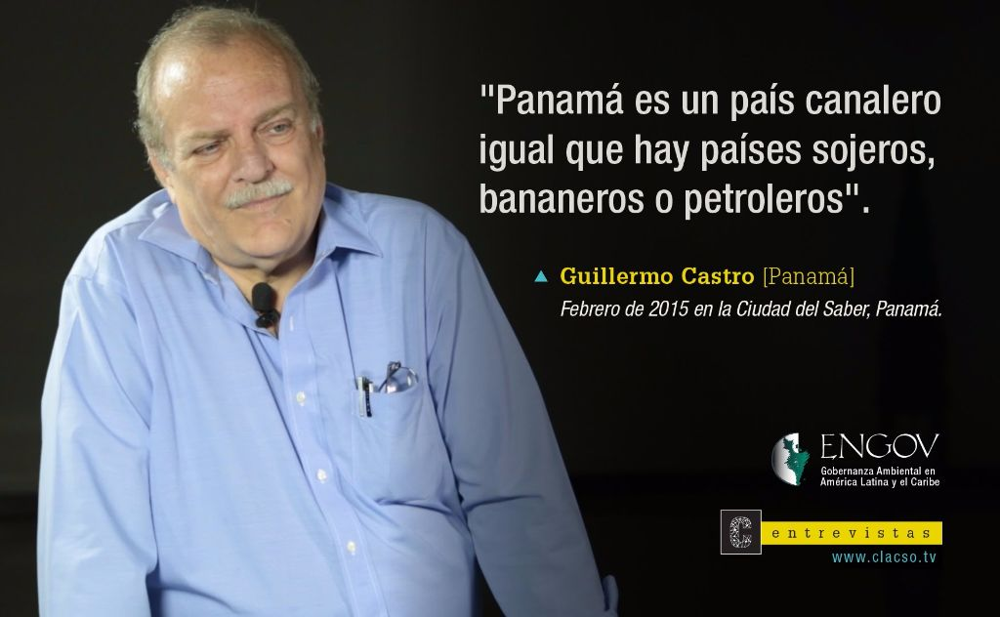 "Panamá es un país canalero
igual que hay países sojeros,
bananeros o petroleros".
Guillermo Castro [Panamá]
Febrero de 2015 en la Ciudad del Saber, Panamá.
ENGOV
Gobernanza Ambiental en
América Latina y el Caribe
C entrevistas
www.clacso.tv